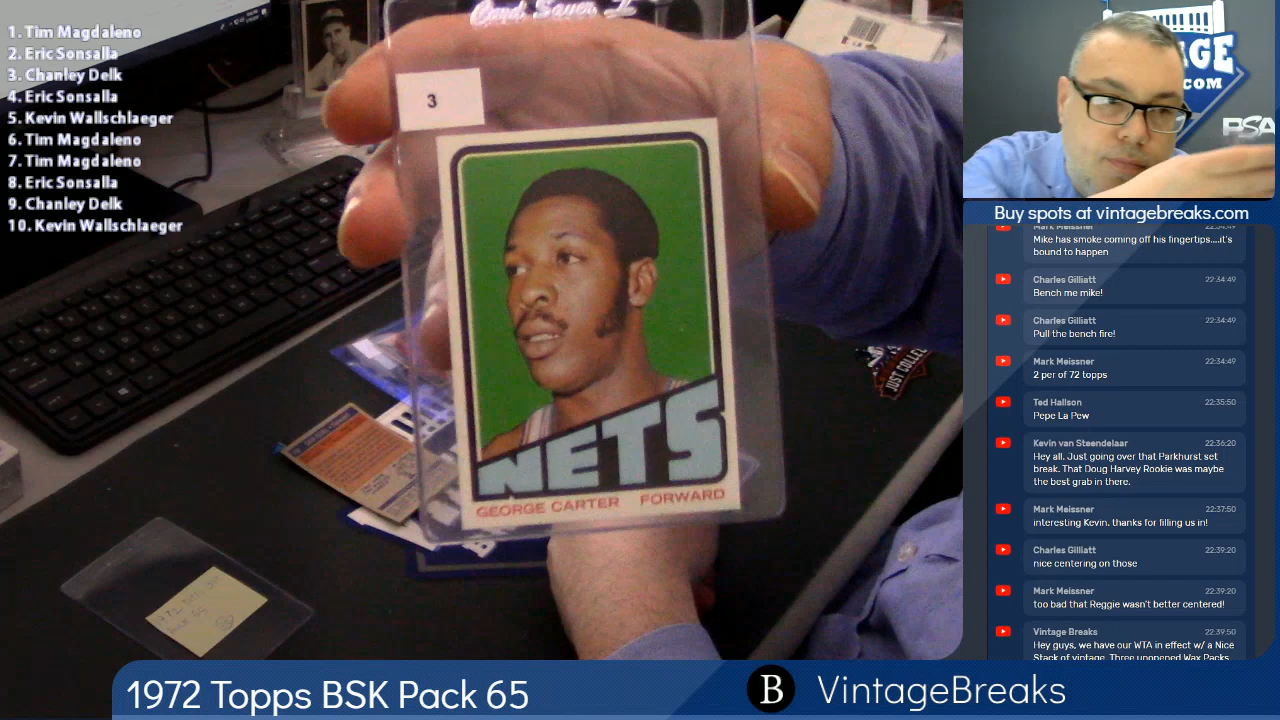 1. Tim Magdaleno
2. Eric Sonsalla
3. Chanley Delk
4. Eric Sonsalla
5. Kevin Wallschlaeger
6. Tim Magdaleno
7. Tim Magdaleno
8. Eric Sonsalla
9. Chanley Delk
10. Kevin Wallschlaeger
Card Saver I
3
NETS
GEORGE CARTER FORWARD
JUST COLLE
COM
PSA
Buy spots at vintagebreaks.com
Mark Meissner 22:34:49
Mike has smoke coming off his fingertips....it's
bound to happen
Charles Gilliatt 22:34:49
Bench me mike!
Charles Gilliatt 22:34:49
Pull the bench fire!
Mark Meissner 22:34:49
2 per of 72 topps
Ted Hallson 22:35:50
Pepe La Pew
Kevin van Steendelaar 22:36:20
Hey all. Just going over that Parkhurst set
break. That Doug Harvey Rookie was maybe
the best grab in there.
Mark Meissner 22:37:50
interesting Kevin. thanks for filling us in!
Charles Gilliatt 22:39:20
nice centering on those
Mark Meissner 22:39:20
too bad that Reggie wasn't better centered!
Vintage Breaks 22:39:50
Hey guys, we have our WTA in effect w/ a Nice
Stack of vintage. Three unopened Wax Packs
1972 Topps BSK Pack 65
B VintageBreaks